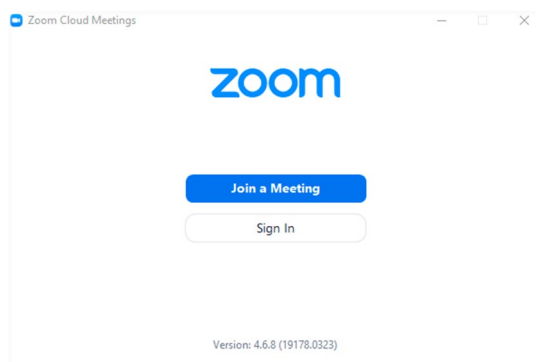 Zoom Cloud Meetings
zoom
Join a Meeting
Sign In
Version: 4.6.8 (19178.0323)